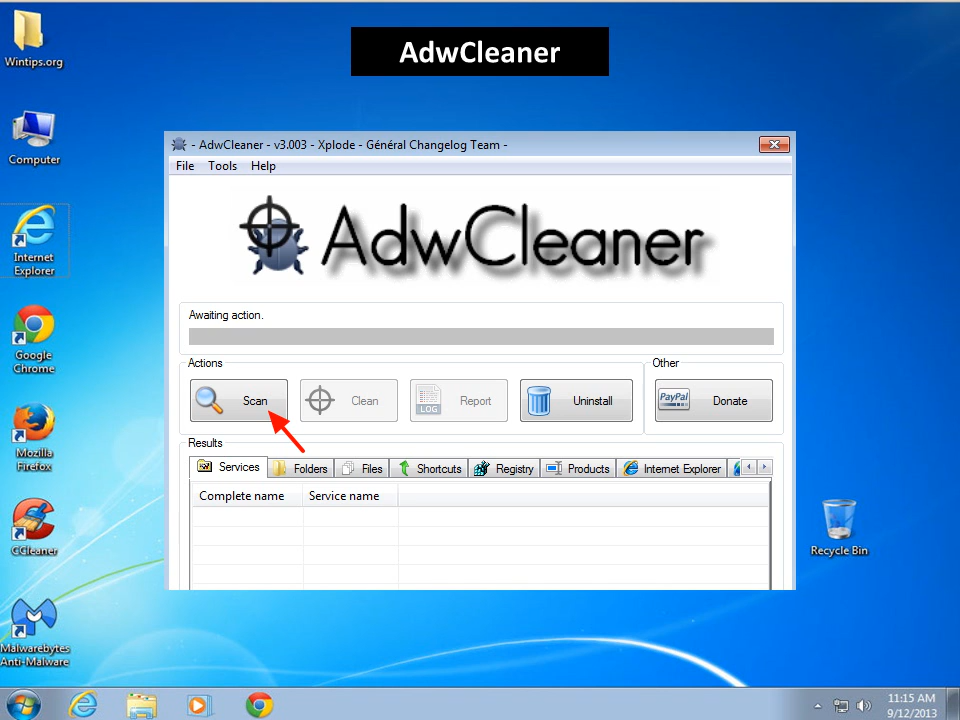 AdwCleaner
Wintips.org
Computer
Internet
Explorer
Google
Chrome
Mozilla
Firefox
CCleaner
Malwarebytes
Anti-Malware
- AdwCleaner - v3.003 - Xplode - Général Changelog Team -
File Tools Help
AdwCleaner
Awaiting action.
Actions
Scan
Clean
LOG
Report
Uninstall
Other
PayPal
Donate
Results
Services Folders Files Shortcuts Registry Products Internet Explorer
Complete name Service name
Recycle Bin
11:15 AM
9/12/2013